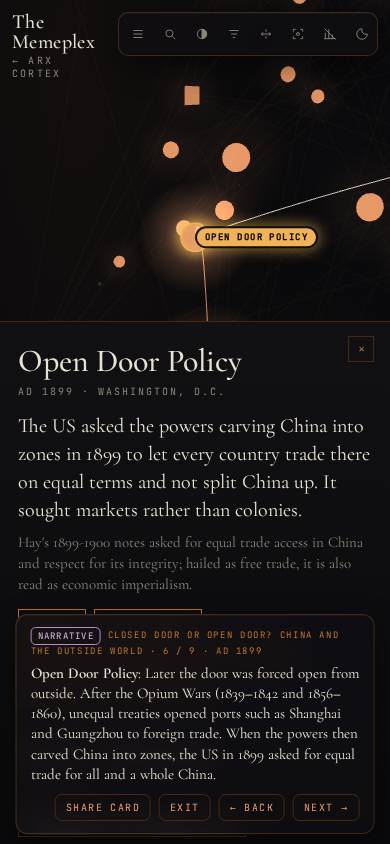 The
Memeplex
← ARX
CORTEX
OPEN DOOR POLICY
Open Door Policy
×
AD 1899 · WASHINGTON, D.C.
The US asked the powers carving China into
zones in 1899 to let every country trade there
on equal terms and not split China up. It
sought markets rather than colonies.
Hay's 1899-1900 notes asked for equal trade access in China
and respect for its integrity; hailed as free trade, it is also
read as economic imperialism.
NARRATIVE CLOSED DOOR OR OPEN DOOR? CHINA AND
THE OUTSIDE WORLD · 6 / 9 · AD 1899
Open Door Policy: Later the door was forced open from
outside. After the Opium Wars (1839–1842 and 1856–
1860), unequal treaties opened ports such as Shanghai
and Guangzhou to foreign trade. When the powers then
carved China into zones, the US in 1899 asked for equal
trade for all and a whole China.
SHARE CARD EXIT ← BACK NEXT →